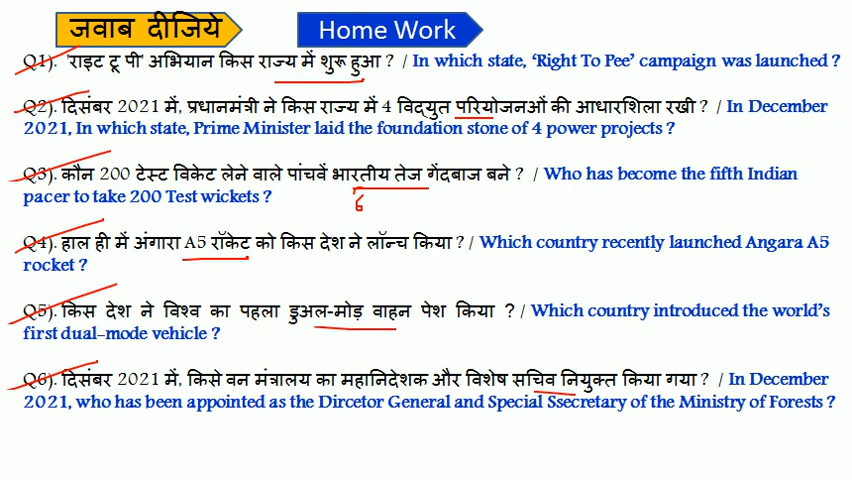 जवाब दीजिये
Home Work
Q1). 'राइट टू पी' अभियान किस राज्य में शुरू हुआ ? / In which state, ‘Right To Pee’ campaign was launched ?
Q2). दिसंबर 2021 में, प्रधानमंत्री ने किस राज्य में 4 विद्युत परियोजनाओं की आधारशिला रखी ? / In December
2021, In which state, Prime Minister laid the foundation stone of 4 power projects ?
Q3). कौन 200 टेस्ट विकेट लेने वाले पांचवें भारतीय तेज गेंदबाज बने ? / Who has become the fifth Indian
pacer to take 200 Test wickets ?
Q4). हाल ही में अंगारा A5 रॉकेट को किस देश ने लॉन्च किया ? / Which country recently launched Angara A5
rocket ?
Q5). किस देश ने विश्व का पहला डुअल-मोड़ वाहन पेश किया ? / Which country introduced the world’s
first dual-mode vehicle ?
Q6). दिसंबर 2021 में, किसे वन मंत्रालय का महानिदेशक और विशेष सचिव नियुक्त किया गया ? / In December
2021, who has been appointed as the Dircetor General and Special Ssecretary of the Ministry of Forests ?